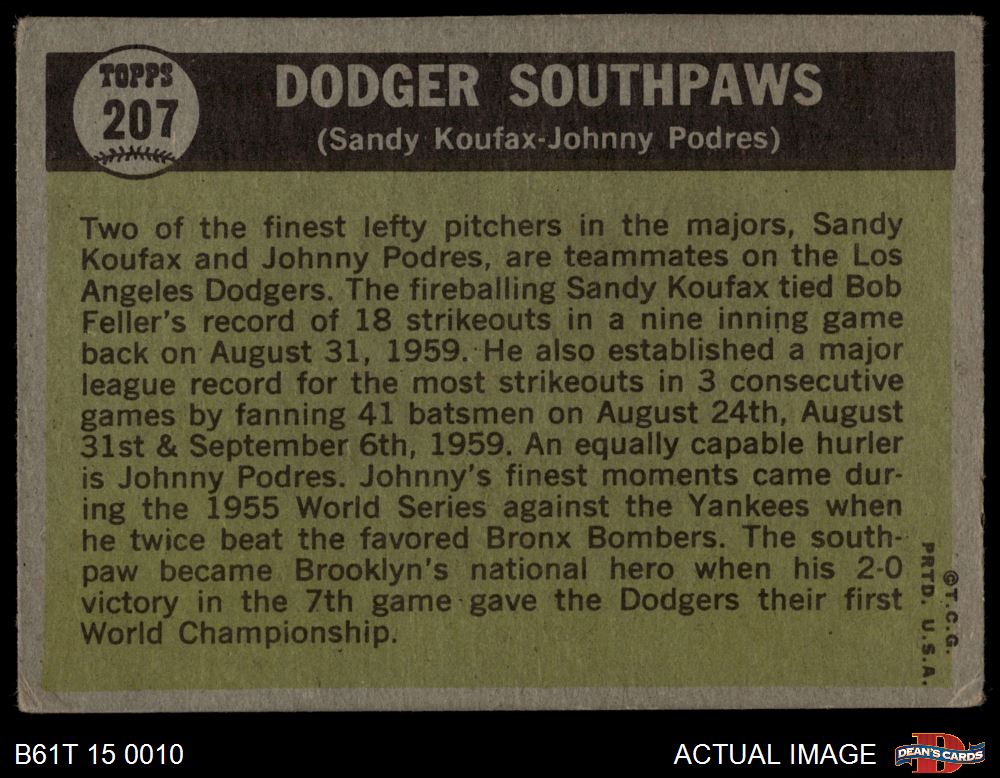 TOPPS
207
DODGER SOUTHPAWS
(Sandy Koufax-Johnny Podres)
Two of the finest lefty pitchers in the majors, Sandy
Koufax and Johnny Podres, are teammates on the Los
Angeles Dodgers. The fireballing Sandy Koufax tied Bob
Feller's record of 18 strikeouts in a nine inning game
back on August 31, 1959. He also established a major
league record for the most strikeouts in 3 consecutive
games by fanning 41 batsmen on August 24th, August
31st & September 6th, 1959. An equally capable hurler
is Johnny Podres. Johnny's finest moments came dur-
ing the 1955 World Series against the Yankees when
he twice beat the favored Bronx Bombers. The south-
paw became Brooklyn's national hero when his 2-0
victory in the 7th game gave the Dodgers their first
World Championship.
©T.C.G.
PRTD. U.S.A.
B61T 15 0010
ACTUAL IMAGE
D
DEAN'S CARDS